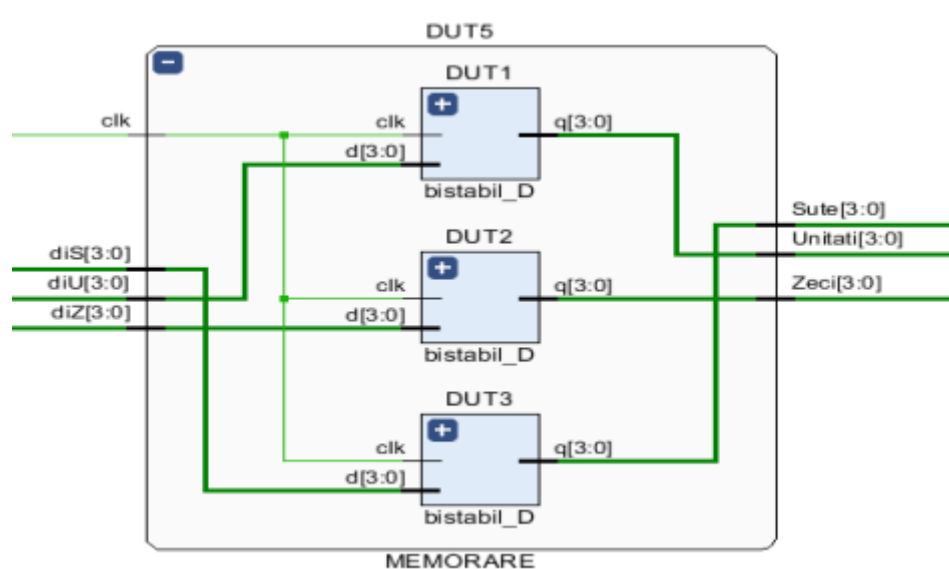 DUT5
DUT1
clk
clk
q[3:0]
d[3:0]
bistabil_D
Sute[3:0]
DUT2
Unitati[3:0]
diS[3:0]
diU[3:0]
clk
q[3:0]
Zeci[3:0]
diZ[3:0]
d[3:0]
bistabil_D
DUT3
clk
q[3:0]
d[3:0]
bistabil_D
MEMORARE